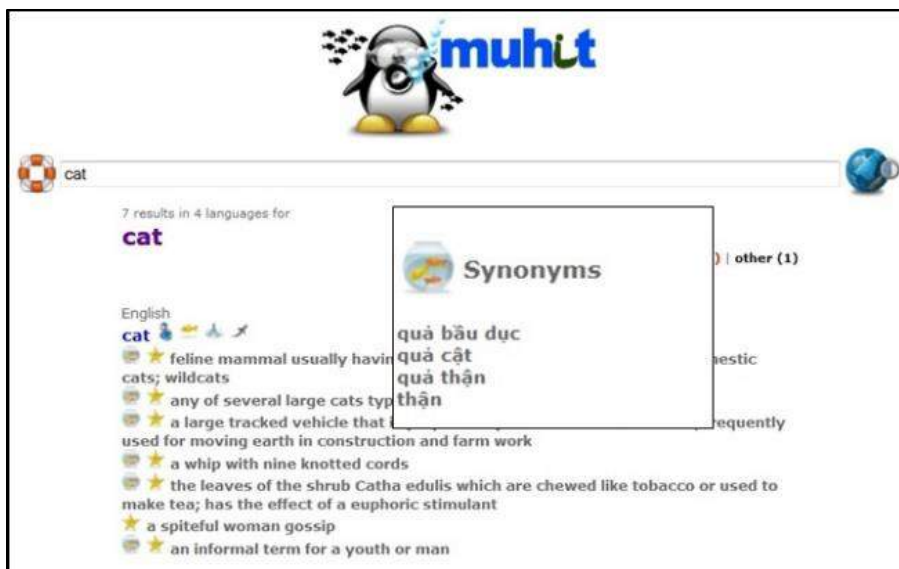 muhit
cat
7 results in 4 languages for
cat
) | other (1)
Synonyms
quả bầu dục
quả cật
quả thận
thận
English
cat
feline mammal usually havin
nestic
cats; wildcats
any of several large cats typ
a large tracked vehicle that i
requently
used for moving earth in construction and farm work
a whip with nine knotted cords
the leaves of the shrub Catha edulis which are chewed like tobacco or used to
make tea; has the effect of a euphoric stimulant
a spiteful woman gossip
an informal term for a youth or man